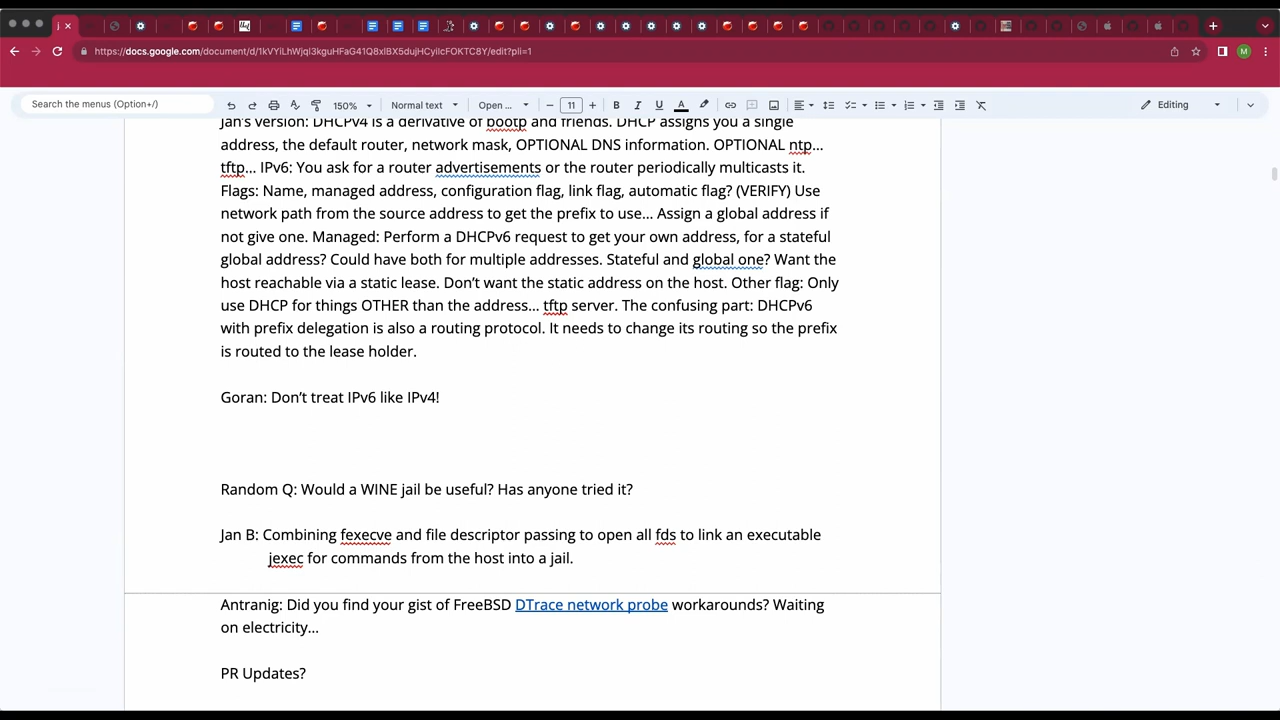 https://docs.google.com/document/d/1kVYiLhWjqI3kguHFaG41Q8xlBX5dujHCyilcFOKTC8Y/edit?pli=1
M
Search the menus (Option+/)
150%
Normal text
Open ...
11
Editing
Jan's version: DHCPv4 is a derivative of bootp and friends. DHCP assigns you a single
address, the default router, network mask, OPTIONAL DNS information. OPTIONAL ntp...
tftp... IPv6: You ask for a router advertisements or the router periodically multicasts it.
Flags: Name, managed address, configuration flag, link flag, automatic flag? (VERIFY) Use
network path from the source address to get the prefix to use... Assign a global address if
not give one. Managed: Perform a DHCPv6 request to get your own address, for a stateful
global address? Could have both for multiple addresses. Stateful and global one? Want the
host reachable via a static lease. Don't want the static address on the host. Other flag: Only
use DHCP for things OTHER than the address... tftp server. The confusing part: DHCPv6
with prefix delegation is also a routing protocol. It needs to change its routing so the prefix
is routed to the lease holder.
Goran: Don't treat IPv6 like IPv4!
Random Q: Would a WINE jail be useful? Has anyone tried it?
Jan B: Combining fexecve and file descriptor passing to open all fds to link an executable
jexec for commands from the host into a jail.
Antranig: Did you find your gist of FreeBSD DTrace network probe workarounds? Waiting
on electricity...
PR Updates?